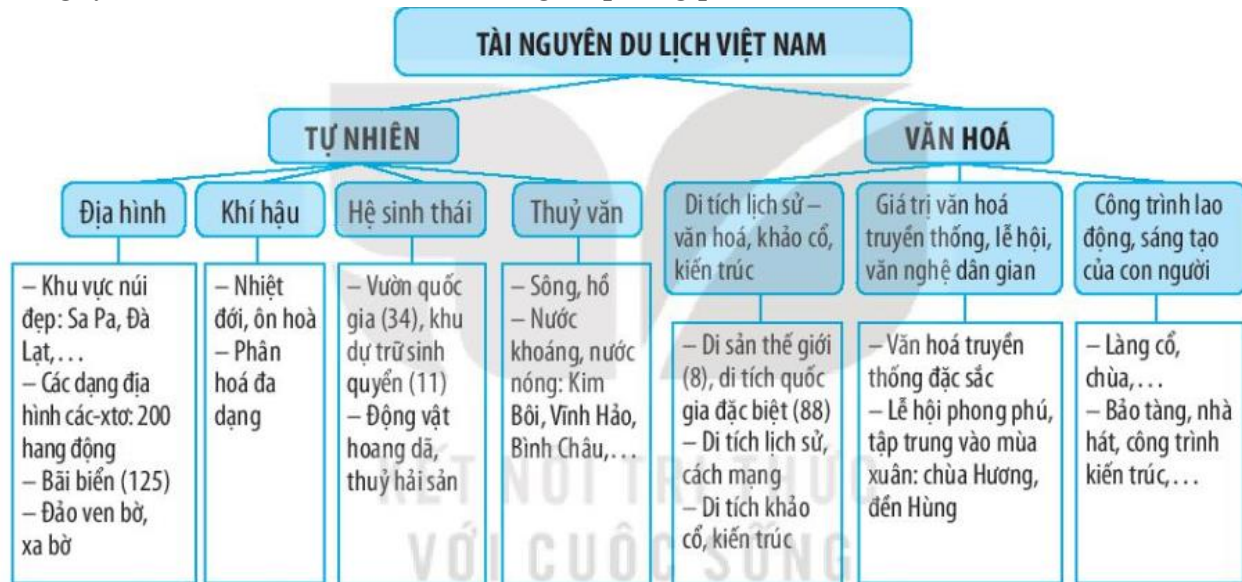 TÀI NGUYÊN DU LỊCH VIỆT NAM
TỰ NHIÊN
VĂN HOÁ
Địa hình
Khí hậu
Hệ sinh thái
Thuỷ văn
Di tích lịch sử –
văn hoá, khảo cổ,
kiến trúc
Giá trị văn hoá
truyền thống, lễ hội,
văn nghệ dân gian
Công trình lao
động, sáng tạo
của con người
– Khu vực núi
đẹp: Sa Pa, Đà
Lạt,…
– Các dạng địa
hình các-xtơ: 200
hang động
– Bãi biển (125)
– Đảo ven bờ,
xa bờ
– Nhiệt
đới, ôn hoà
– Phân
hoá đa
dạng
– Vườn quốc
gia (34), khu
dự trữ sinh
quyển (11)
– Động vật
hoang dã,
thuỷ hải sản
– Sông, hồ
– Nước
khoáng, nước
nóng: Kim
Bôi, Vĩnh Hảo,
Bình Châu,…
– Di sản thế giới
(8), di tích quốc
gia đặc biệt (88)
– Di tích lịch sử,
cách mạng
– Di tích khảo
cổ, kiến trúc
– Văn hoá truyền
thống đặc sắc
– Lễ hội phong phú,
tập trung vào mùa
xuân: chùa Hương,
đền Hùng
– Làng cổ,
chùa,…
– Bảo tàng, nhà
hát, công trình
kiến trúc,…
KẾT NỐI TRI THỨC
VỚI CUỘC SỐNG